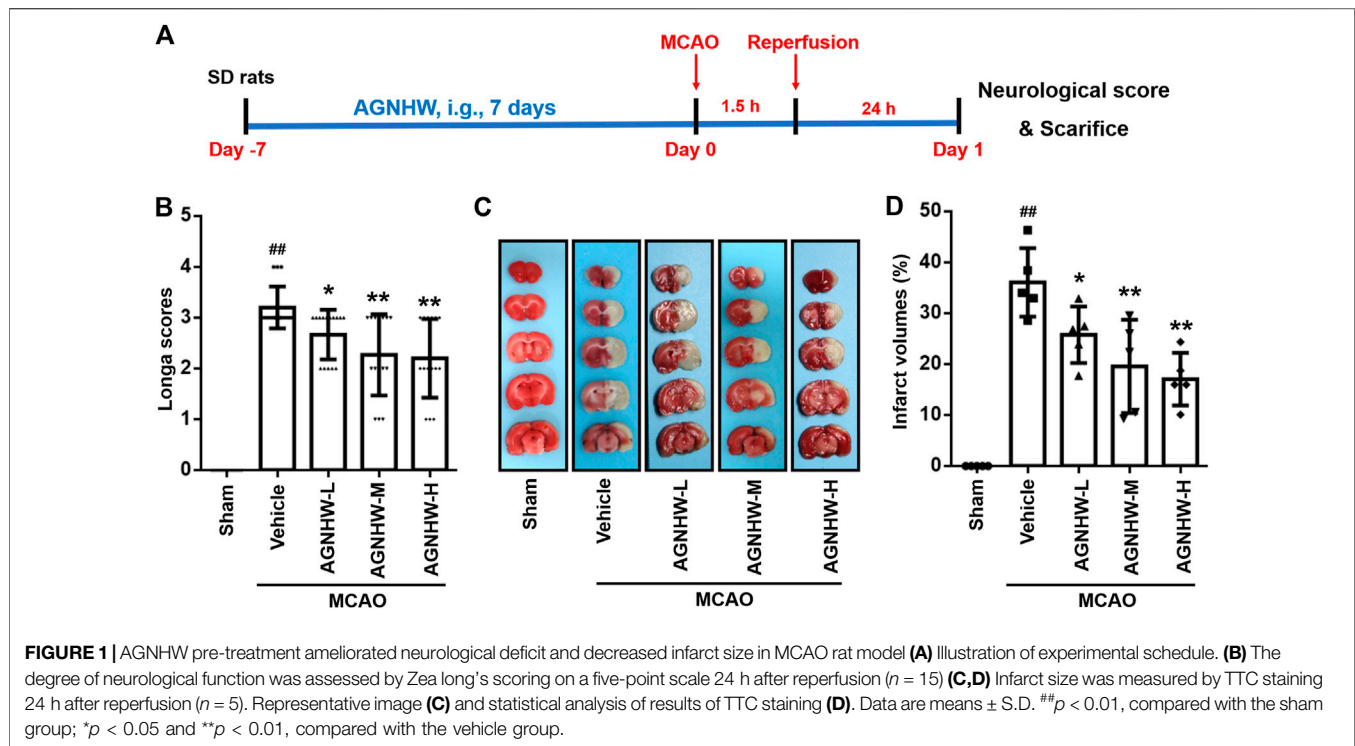 A
MCAO Reperfusion
SD rats
AGNHW, i.g., 7 days
1.5 h
24 h
Neurological score
& Scarifice
Day -7
Day 0
Day 1
B
Longa scores
5
4
3
2
1
0
##
*
**
**
Sham
Vehicle
AGNHW-L
AGNHW-M
AGNHW-H
MCAO
C
Sham
Vehicle
AGNHW-L
AGNHW-M
AGNHW-H
MCAO
D
Infarct volumes (%)
50
40
30
20
10
0
##
*
**
**
Sham
Vehicle
AGNHW-L
AGNHW-M
AGNHW-H
MCAO
FIGURE 1 | AGNHW pre-treatment ameliorated neurological deficit and decreased infarct size in MCAO rat model (A) Illustration of experimental schedule. (B) The
degree of neurological function was assessed by Zea long's scoring on a five-point scale 24 h after reperfusion (n = 15) (C,D) Infarct size was measured by TTC staining
24 h after reperfusion (n = 5). Representative image (C) and statistical analysis of results of TTC staining (D). Data are means ± S.D. ##p < 0.01, compared with the sham
group; *p < 0.05 and **p < 0.01, compared with the vehicle group.